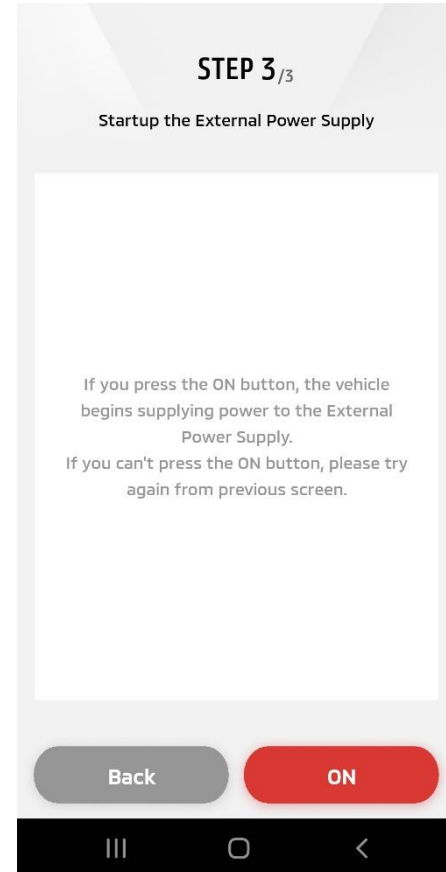 STEP 3/3
Startup the External Power Supply
If you press the ON button, the vehicle
begins supplying power to the External
Power Supply.
If you can't press the ON button, please try
again from previous screen.
Back
ON